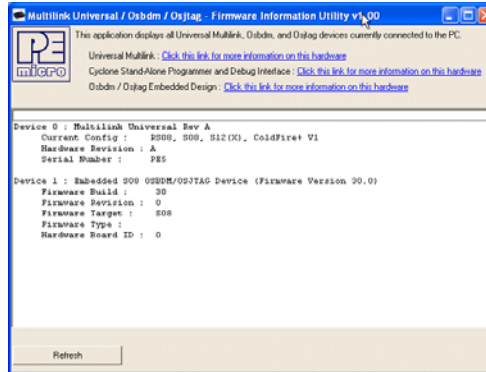 Multilink Universal / Osbdm / Osjtag - Firmware Information Utility v1.00
PE
micro
This application displays all Universal Multilink, Osbdm, and Osjtag devices currently connected to the PC.
Universal Multilink : Click this link for more information on this hardware
Cyclone Stand-Alone Programmer and Debug Interface : Click this link for more information on this hardware
Osbdm / Osjtag Embedded Design : Click this link for more information on this hardware
Device 0 : Multilink Universal Rev A
Current Config : RS08, S08, S12(X), ColdFire+ V1
Hardware Revision : A
Serial Number : PE5
Device 1 : Embedded S08 OSBDM/OSJTAG Device (Firmware Version 30.0)
Firmware Build : 30
Firmware Revision : 0
Firmware Target : S08
Firmware Type :
Hardware Board ID : 0
Refresh